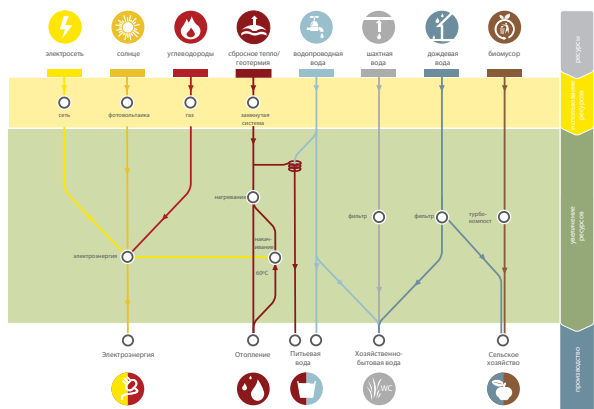 электросеть
солнце
углеводороды
сбросное тепло/
геотермия
водопроводная
вода
шахтная
вода
дождевая
вода
биомусор
ресурсы
использование
ресурсов
сеть
фотовольтаика
газ
замкнутая
система
нагревание
фильтр
фильтр
турбо-
компост
увеличение
ресурсов
электроэнергия
накач-
ивание
60°C
Электроэнергия
Отопление
Питьевая
вода
Хозяйственно-
бытовая вода
Сельское
хозяйство
производство
WC